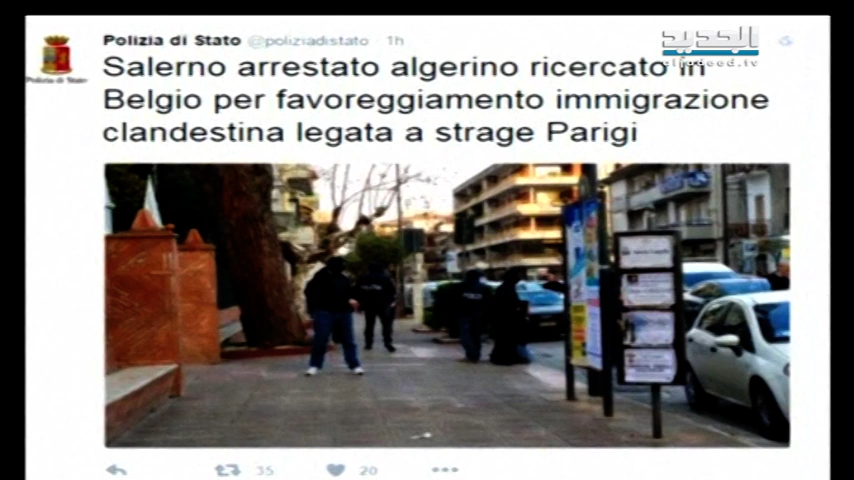 Polizia di Stato @poliziadistato · 1h
الجديد
aljadeed.tv
Polizia di Stato
Salerno arrestato algerino ricercato in
Belgio per favoreggiamento immigrazione
clandestina legata a strage Parigi
35
20